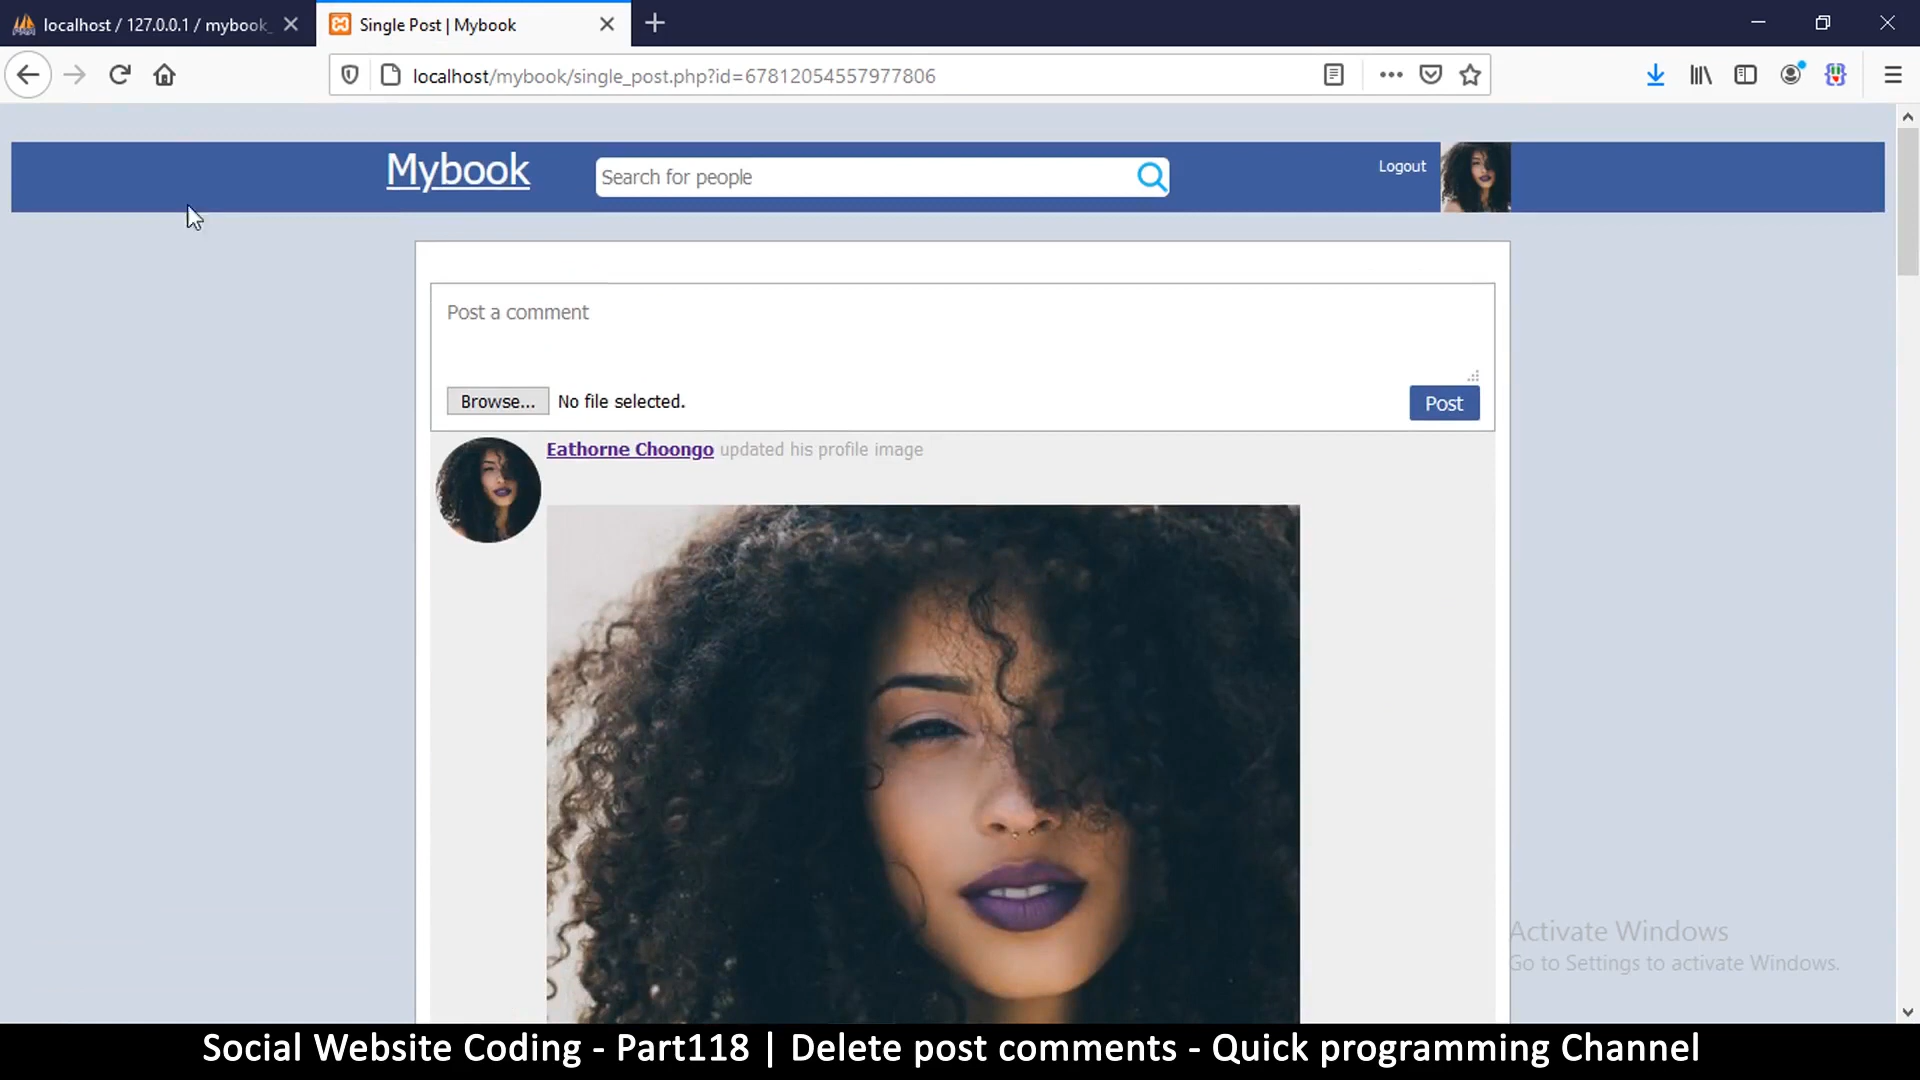 localhost / 127.0.0.1 / mybook_
Single Post | Mybook
localhost/mybook/single_post.php?id=67812054557977806
Mybook
Search for people
Logout
Post a comment
Browse... No file selected.
Post
Eathorne Choongo updated his profile image
Activate Windows
Go to Settings to activate Windows.
Social Website Coding - Part118 | Delete post comments - Quick programming Channel